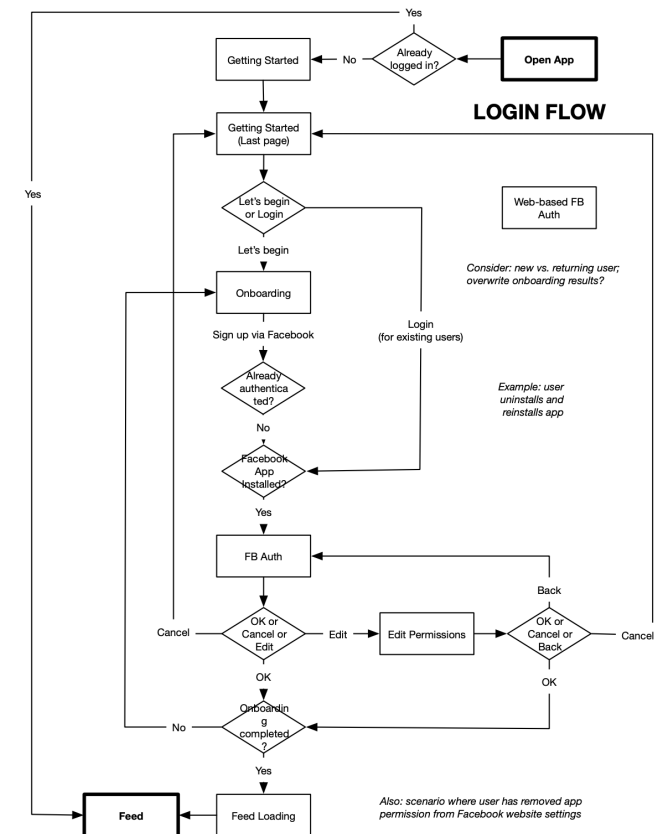 Yes
Already
logged in?
No
Getting Started
Open App
LOGIN FLOW
Getting Started
(Last page)
Yes
Let's begin
or Login
Web-based FB
Auth
Let's begin
Consider: new vs. returning user;
overwrite onboarding results?
Onboarding
Login
(for existing users)
Sign up via Facebook
Already
authentica
ted?
Example: user
uninstalls and
reinstalls app
No
Facebook
App
Installed?
Yes
FB Auth
Back
OK or
Cancel or
Edit
Cancel
Edit
Edit Permissions
OK or
Cancel or
Back
Cancel
OK
OK
Onboardin
g
completed
?
No
Yes
Feed
Feed Loading
Also: scenario where user has removed app
permission from Facebook website settings